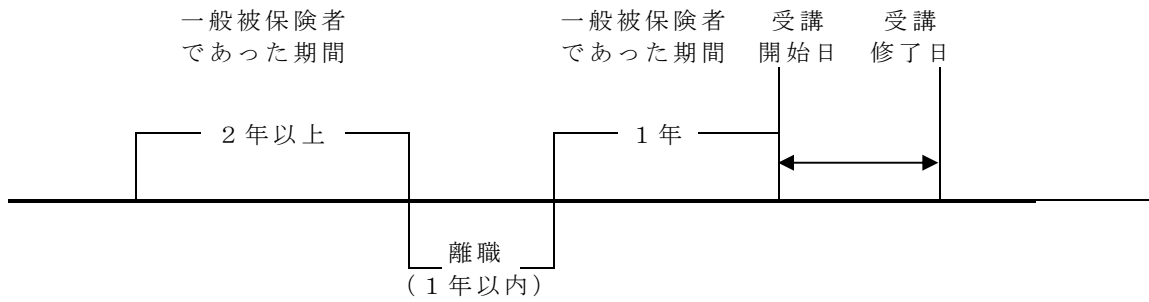 一般被保険者
であった期間
一般被保険者
であった期間
受講
開始日
受講
修了日
２年以上
１年
離職
（１年以内）